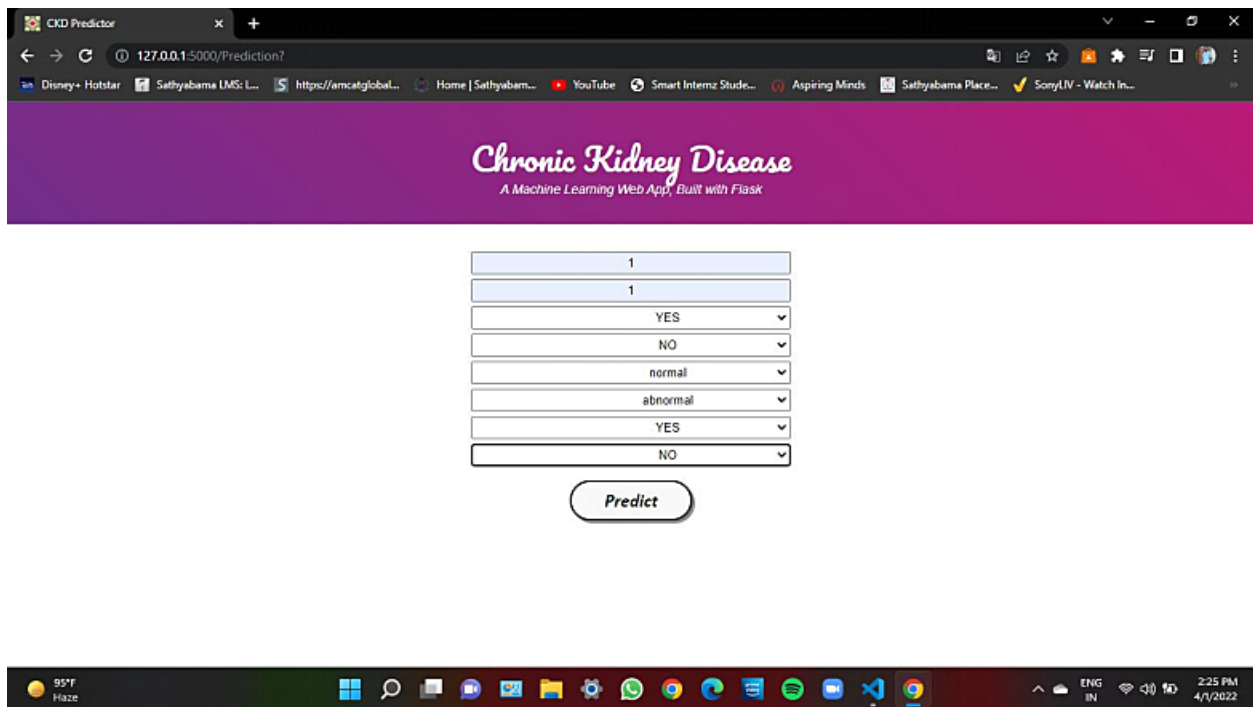 CKD Predictor
127.0.0.1:5000/Prediction?
Disney+ Hotstar Sathyabama LMS: L... https://amcatglobal... Home | Sathyabam... YouTube Smart Internz Stude... Aspiring Minds Sathyabama Place... SonyLIV - Watch In...
Chronic Kidney Disease
A Machine Learning Web App, Built with Flask
1
1
YES
NO
normal
abnormal
YES
NO
Predict
95°F
Haze
ENG
IN
2:25 PM
4/1/2022